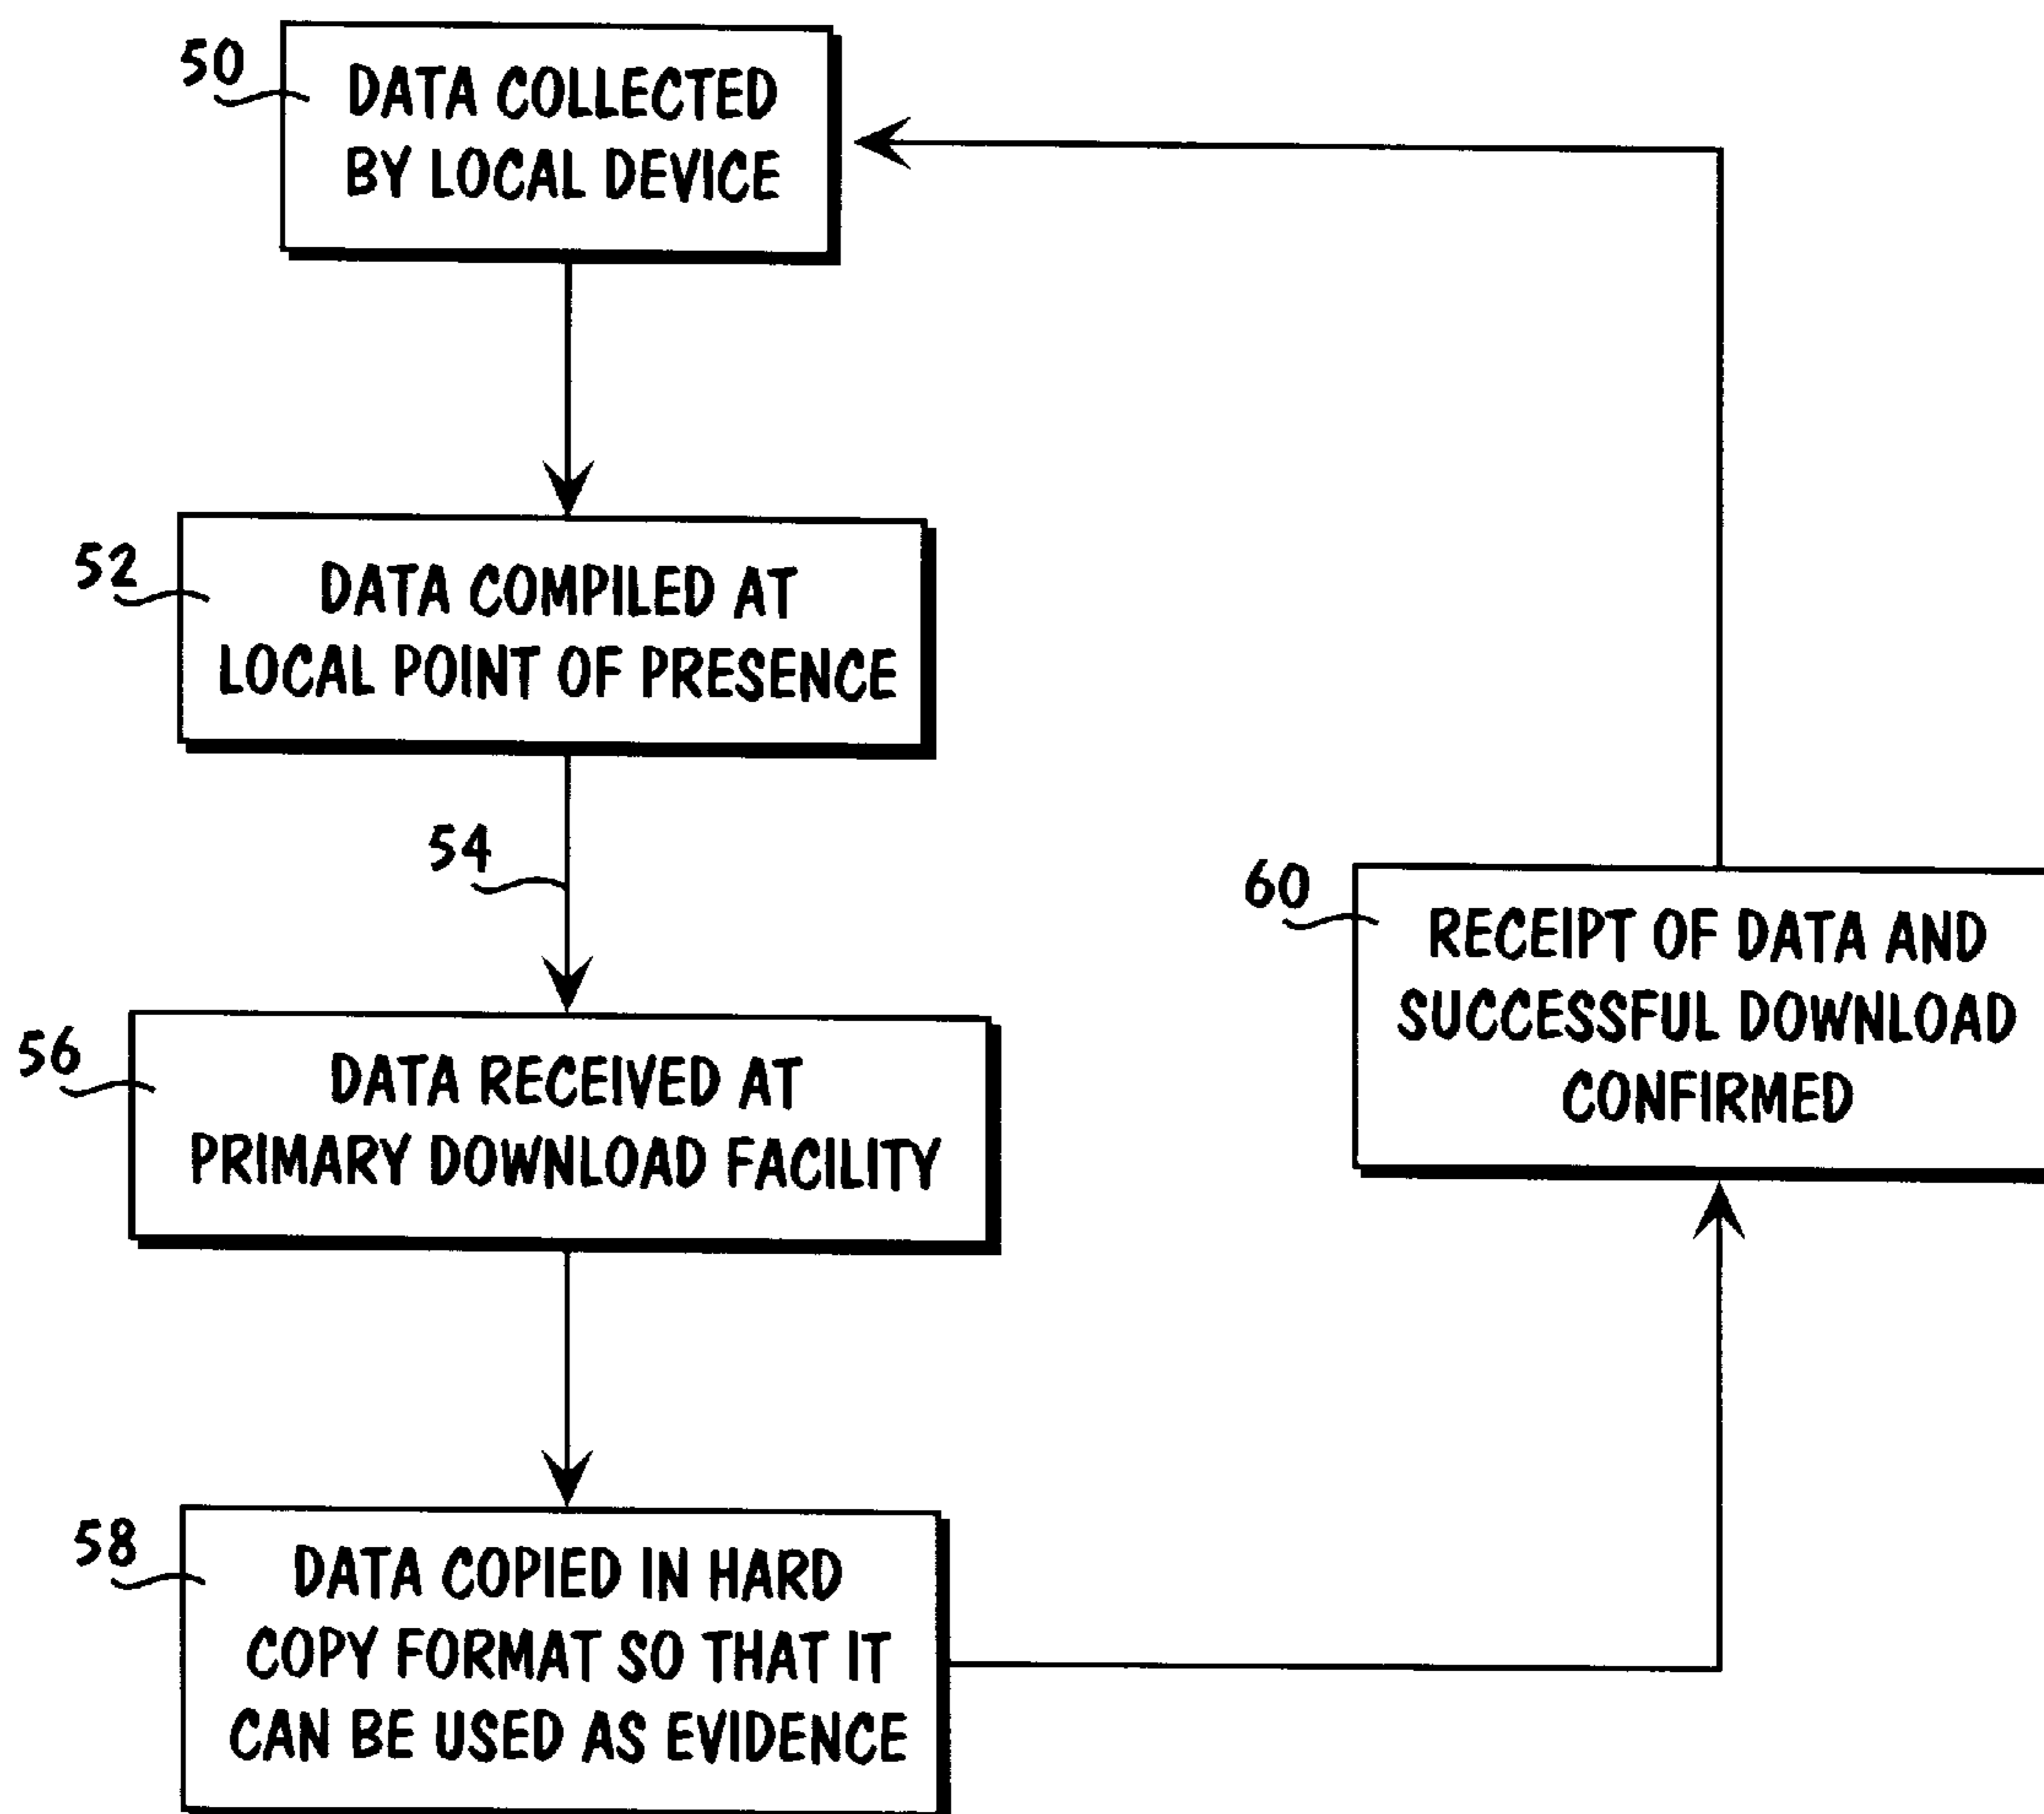 50
DATA COLLECTED
BY LOCAL DEVICE
52
DATA COMPILED AT
LOCAL POINT OF PRESENCE
54
56
DATA RECEIVED AT
PRIMARY DOWNLOAD FACILITY
58
DATA COPIED IN HARD
COPY FORMAT SO THAT IT
CAN BE USED AS EVIDENCE
60
RECEIPT OF DATA AND
SUCCESSFUL DOWNLOAD
CONFIRMED